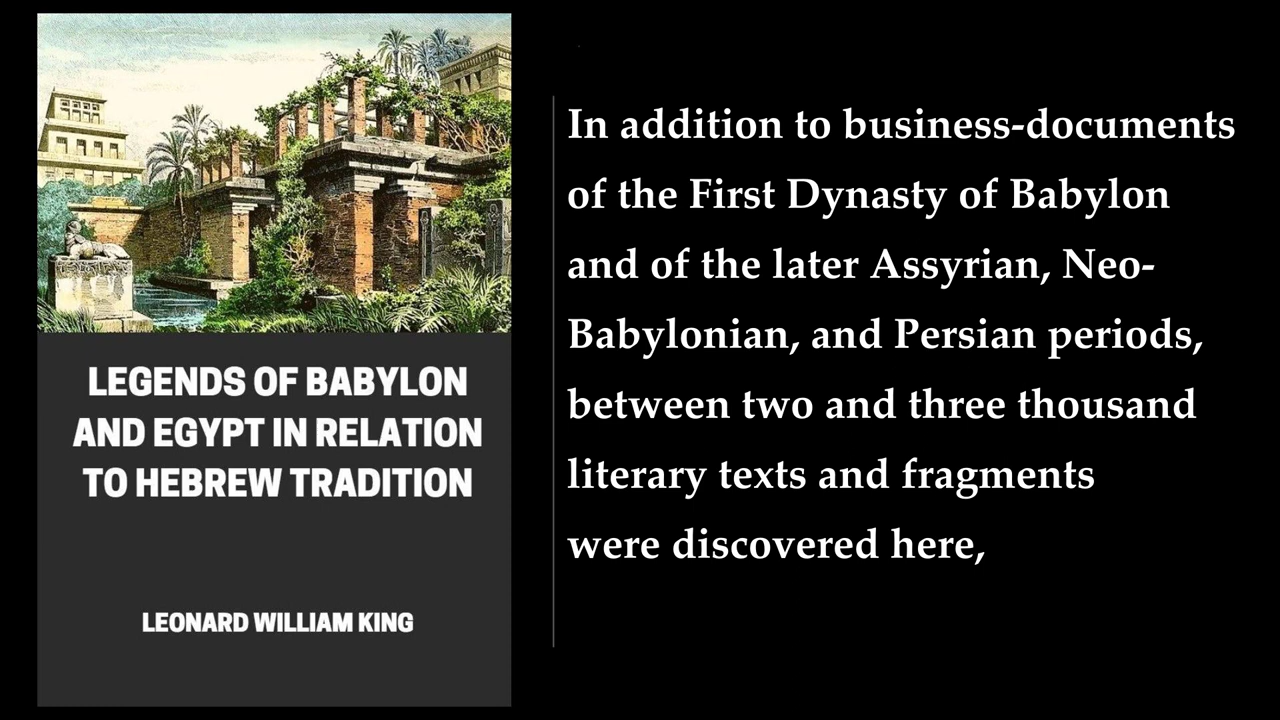 LEGENDS OF BABYLON
AND EGYPT IN RELATION
TO HEBREW TRADITION
LEONARD WILLIAM KING
In addition to business-documents
of the First Dynasty of Babylon
and of the later Assyrian, Neo-
Babylonian, and Persian periods,
between two and three thousand
literary texts and fragments
were discovered here,